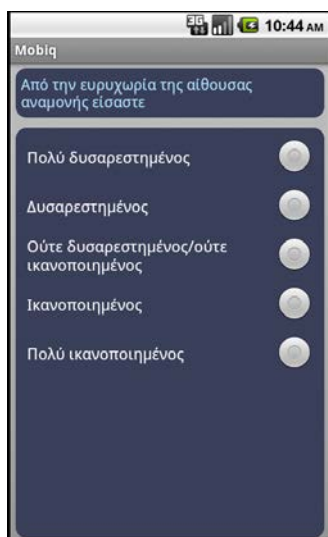 3G 10:44 AM
Mobiq
Από την ευρυχωρία της αίθουσας
αναμονής είσαστε
Πολύ δυσαρεστημένος
Δυσαρεστημένος
Ούτε δυσαρεστημένος/ούτε
ικανοποιημένος
Ικανοποιημένος
Πολύ ικανοποιημένος